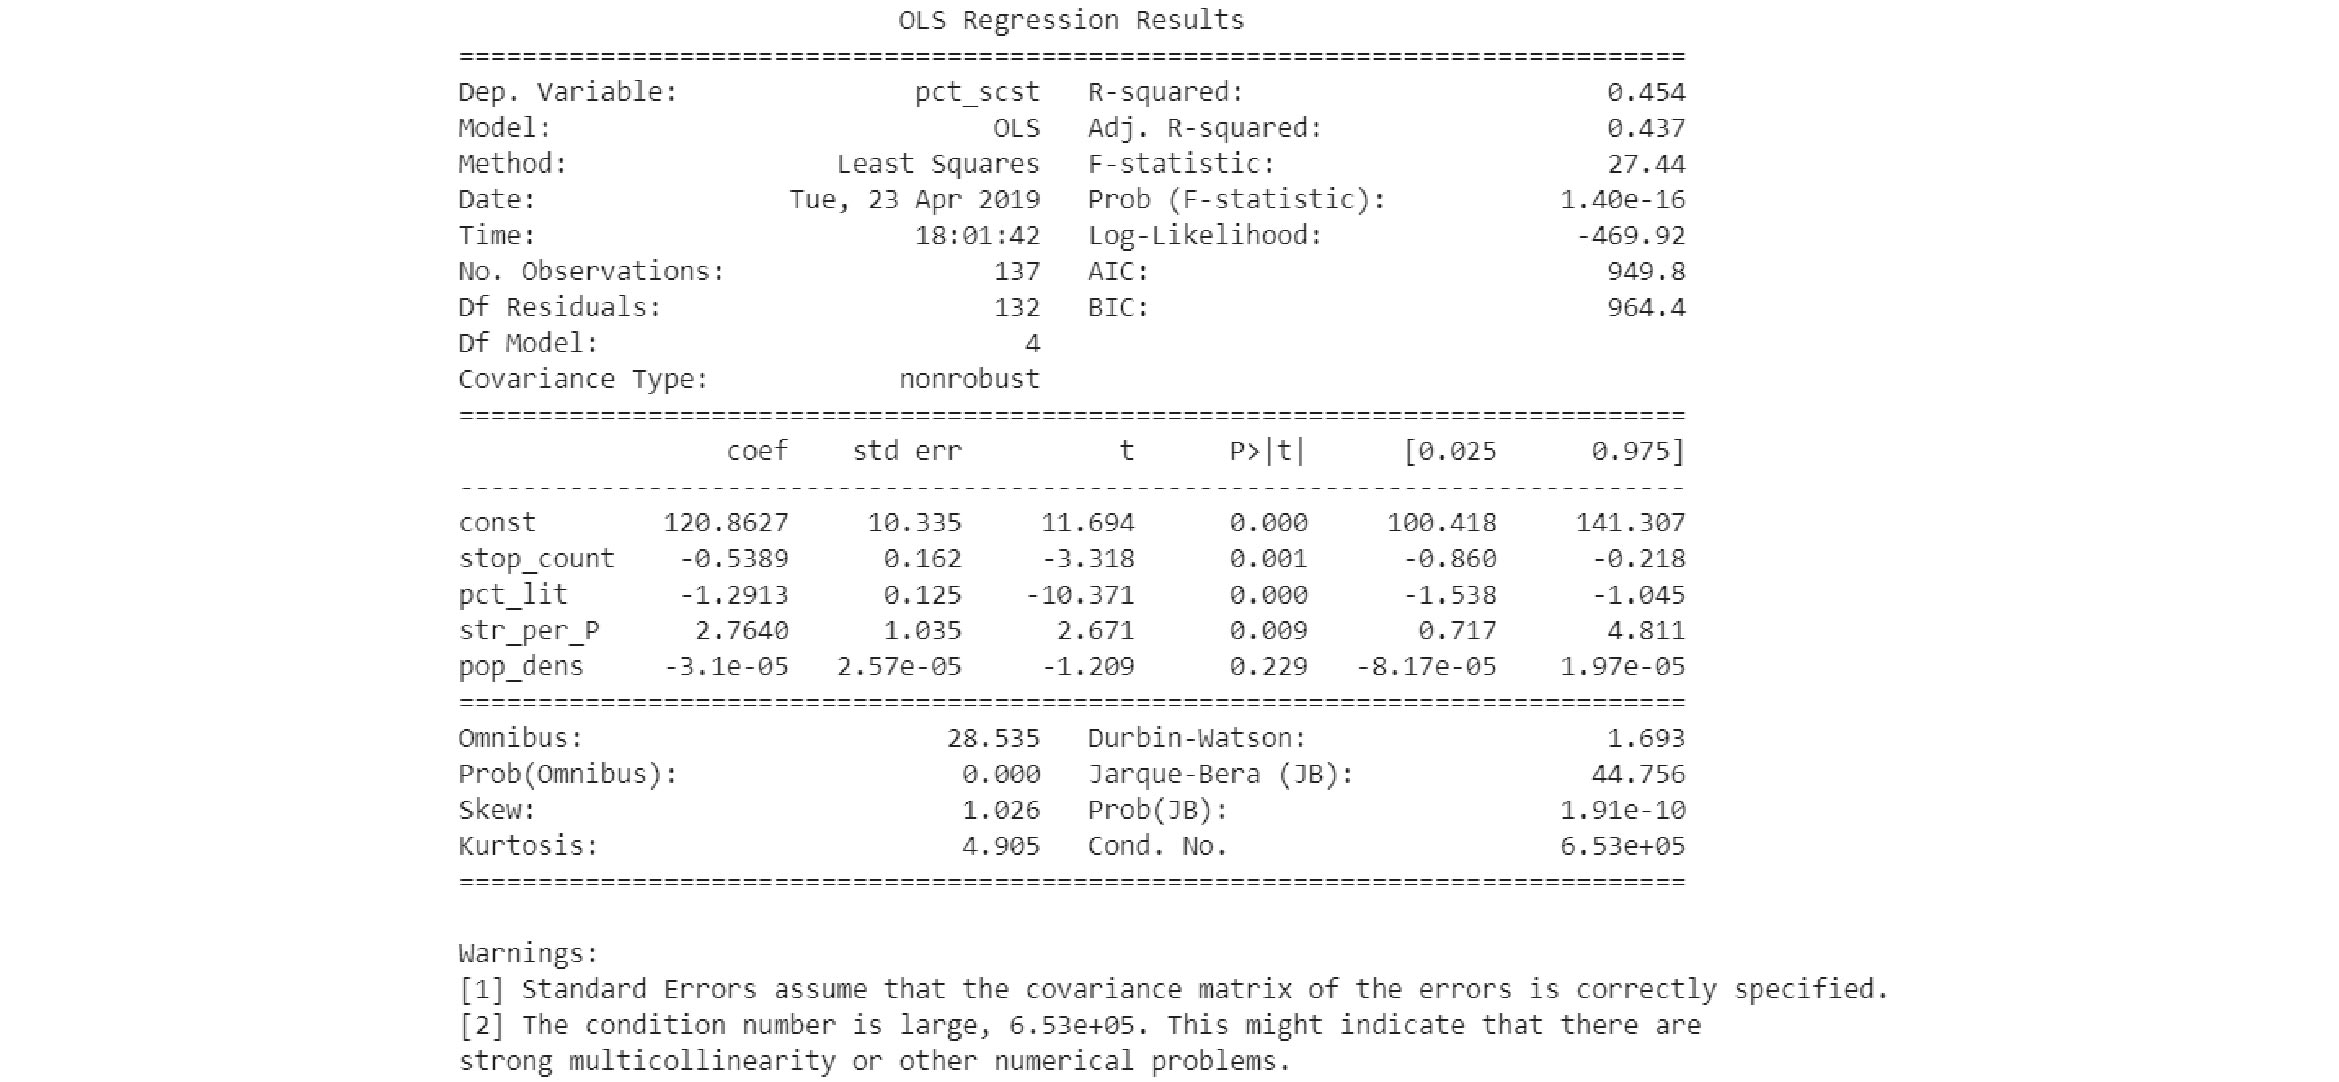 OLS Regression Results
==============================================================================
Dep. Variable: pct_scst R-squared: 0.454
Model: OLS Adj. R-squared: 0.437
Method: Least Squares F-statistic: 27.44
Date: Tue, 23 Apr 2019 Prob (F-statistic): 1.40e-16
Time: 18:01:42 Log-Likelihood: -469.92
No. Observations: 137 AIC: 949.8
Df Residuals: 132 BIC: 964.4
Df Model: 4
Covariance Type: nonrobust
==============================================================================
coef std err t P>|t| [0.025 0.975]
------------------------------------------------------------------------------
const 120.8627 10.335 11.694 0.000 100.418 141.307
stop_count -0.5389 0.162 -3.318 0.001 -0.860 -0.218
pct_lit -1.2913 0.125 -10.371 0.000 -1.538 -1.045
str_per_P 2.7640 1.035 2.671 0.009 0.717 4.811
pop_dens -3.1e-05 2.57e-05 -1.209 0.229 -8.17e-05 1.97e-05
==============================================================================
Omnibus: 28.535 Durbin-Watson: 1.693
Prob(Omnibus): 0.000 Jarque-Bera (JB): 44.756
Skew: 1.026 Prob(JB): 1.91e-10
Kurtosis: 4.905 Cond. No. 6.53e+05
==============================================================================
Warnings:
[1] Standard Errors assume that the covariance matrix of the errors is correctly specified.
[2] The condition number is large, 6.53e+05. This might indicate that there are
strong multicollinearity or other numerical problems.